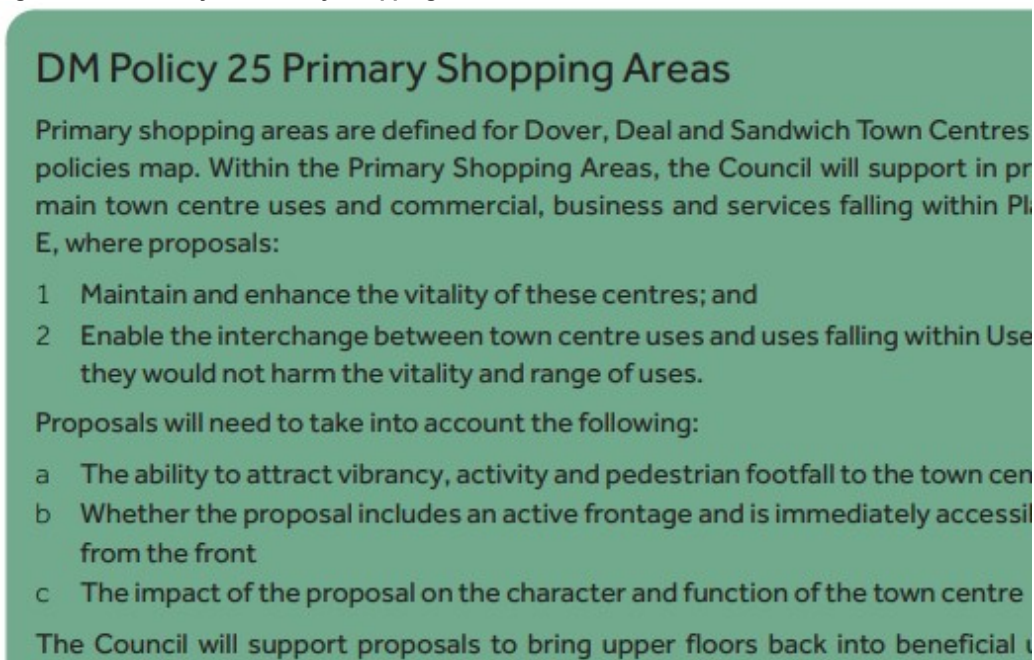 DM Policy 25 Primary Shopping Areas
Primary shopping areas are defined for Dover, Deal and Sandwich Town Centres
policies map. Within the Primary Shopping Areas, the Council will support in
main town centre uses and commercial, business and services falling within
E, where proposals:
1 Maintain and enhance the vitality of these centres; and
2 Enable the interchange between town centre uses and uses falling within Use
they would not harm the vitality and range of uses.
Proposals will need to take into account the following:
a The ability to attract vibrancy, activity and pedestrian footfall to the town
b Whether the proposal includes an active frontage and is immediately
from the front
c The impact of the proposal on the character and function of the town centre
The Council will support proposals to bring upper floors back into beneficial